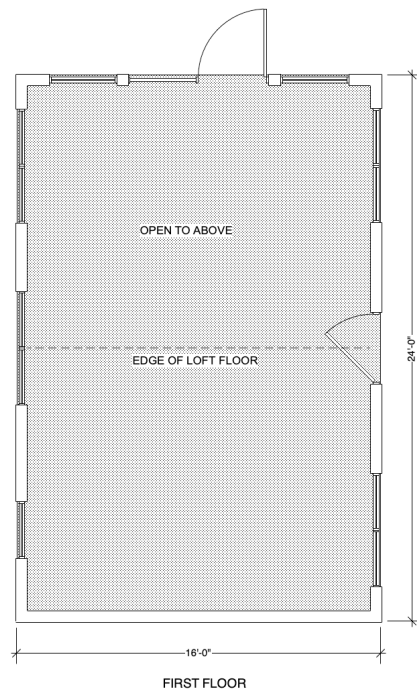 OPEN TO ABOVE
EDGE OF LOFT FLOOR
24'-0"
16'-0"
FIRST FLOOR